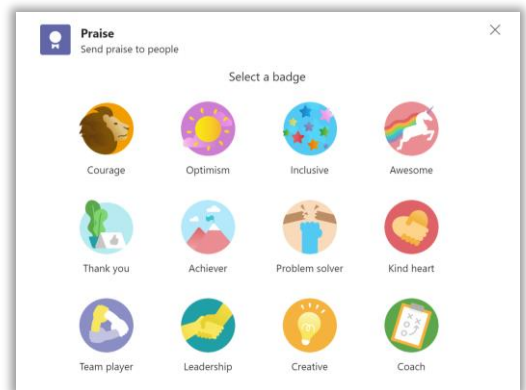 Praise
Send praise to people
Select a badge
Courage Optimism Inclusive Awesome
Thank you Achiever Problem solver Kind heart
Team player Leadership Creative Coach